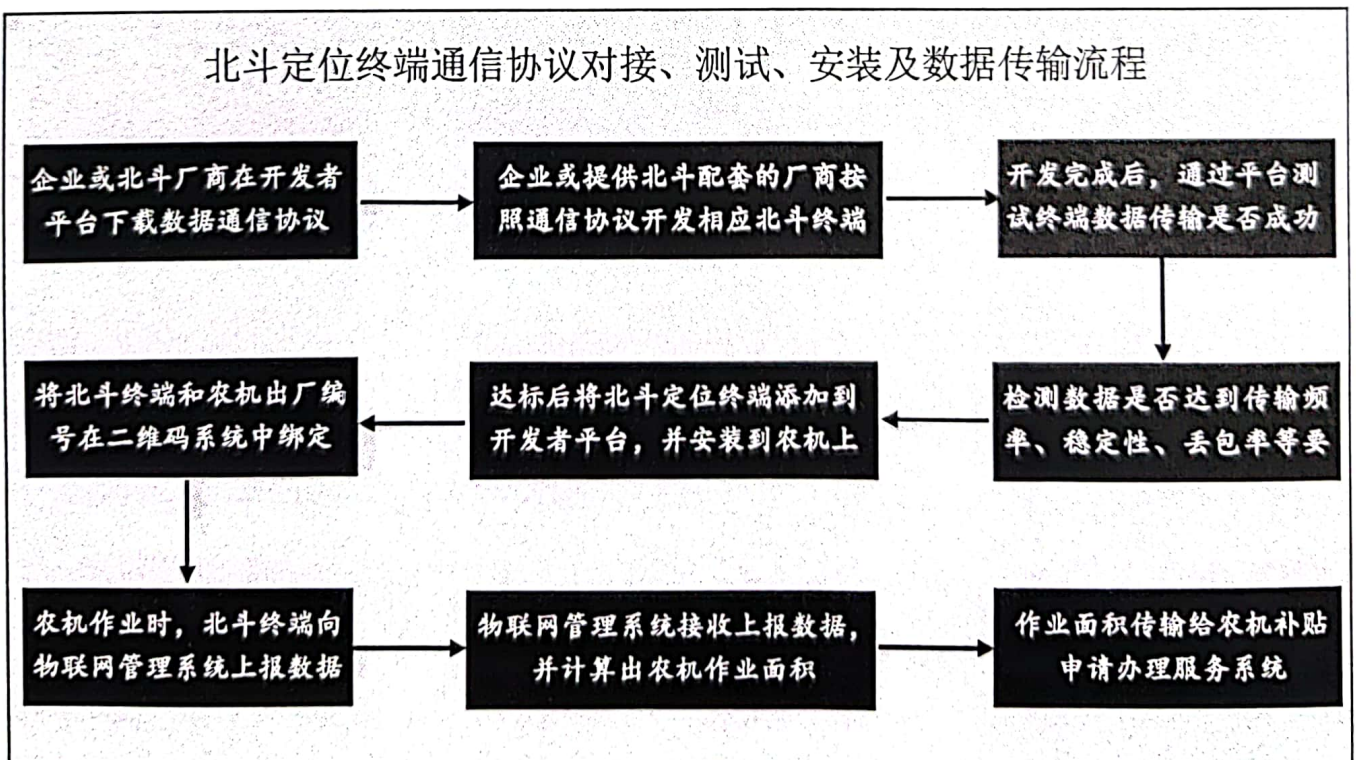 北斗定位终端通信协议对接、测试、安装及数据传输流程
企业或北斗厂商在开发者
平台下载数据通信协议
企业或提供北斗配套的厂商按
照通信协议开发相应北斗终端
开发完成后，通过平台测
试终端数据传输是否成功
检测数据是否达到传输频
率、稳定性、丢包率等要
达标后将北斗定位终端添加到
开发者平台，并安装到农机上
将北斗终端和农机出厂编
号在二维码系统中绑定
农机作业时，北斗终端向
物联网管理系统上报数据
物联网管理系统接收上报数据，
并计算出农机作业面积
作业面积传输给农机补贴
申请办理服务系统